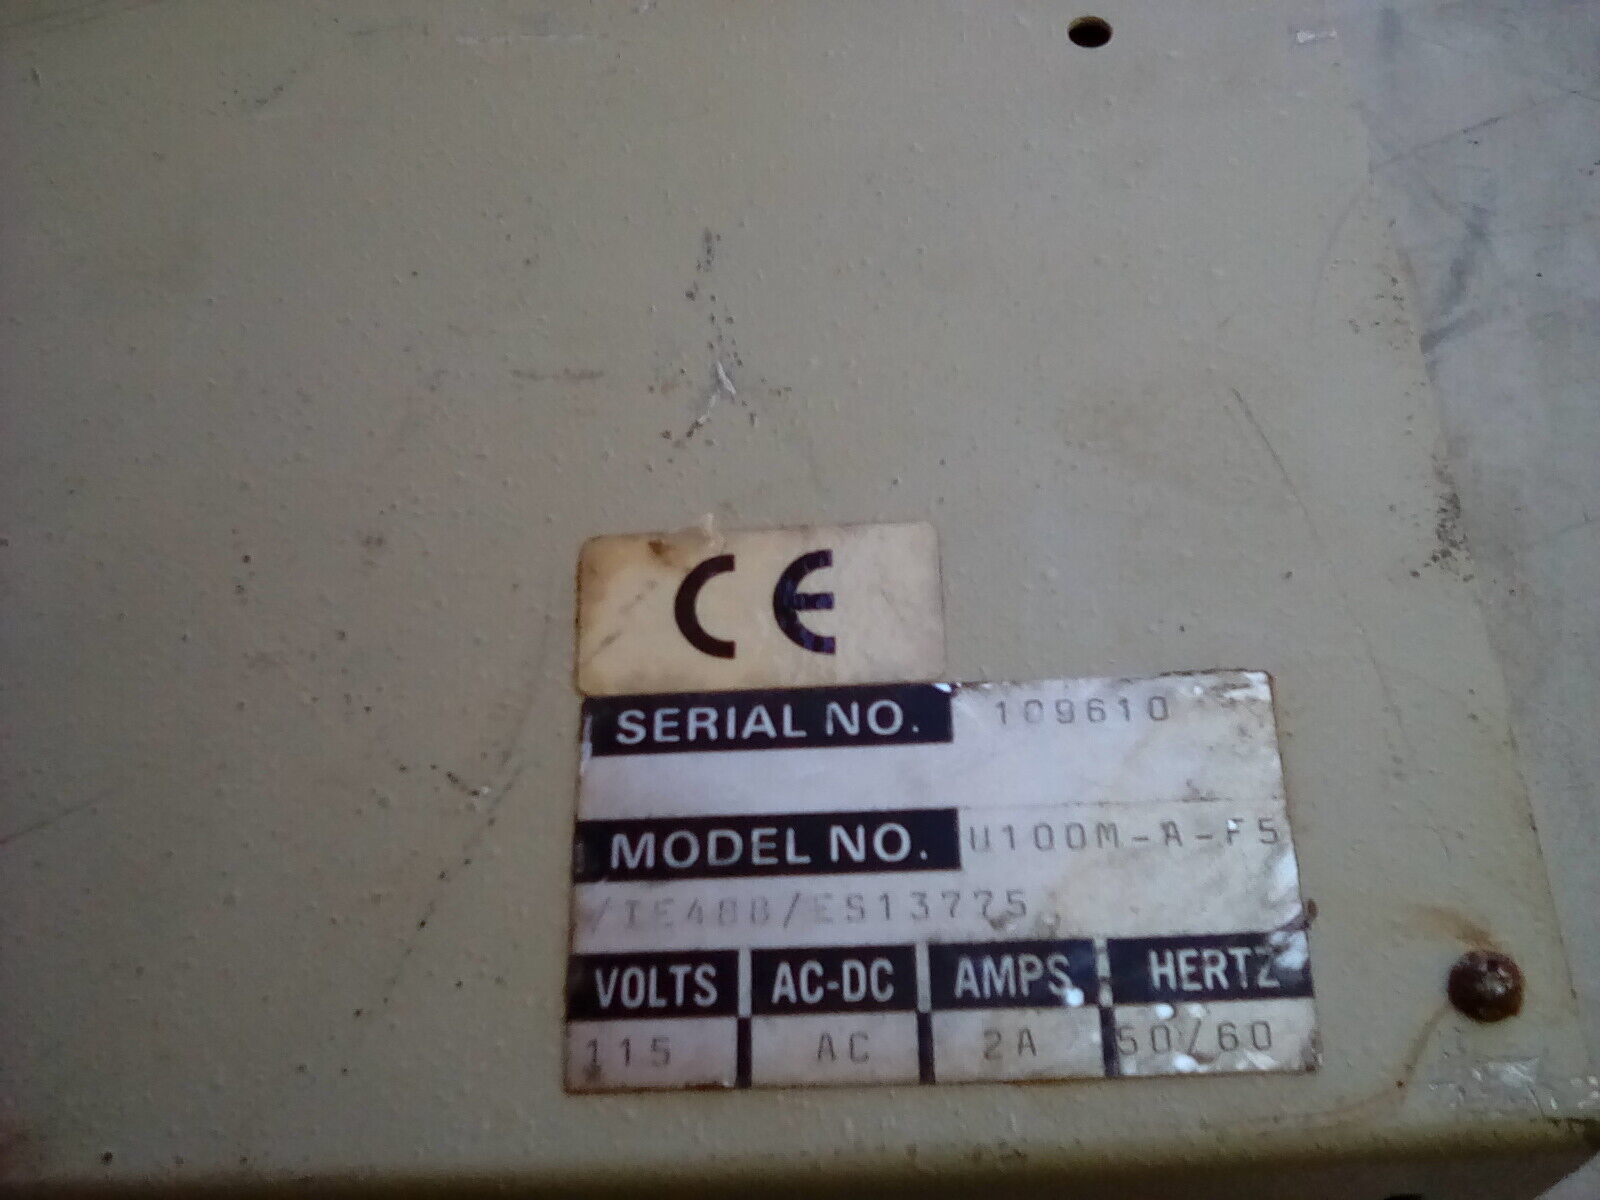 CE
SERIAL NO. 109610
MODEL NO. U100M-A-F5
/IE488/ES13775
VOLTS AC-DC AMPS HERTZ
115 AC 2A 50/60